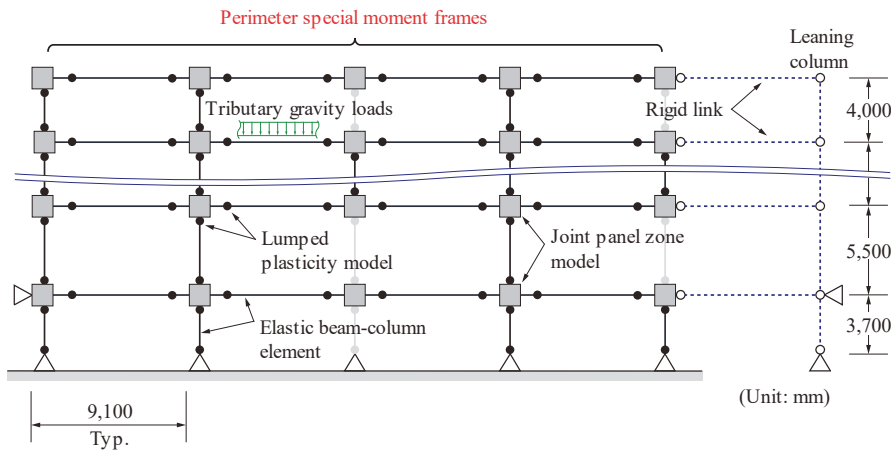 Perimeter special moment frames
Leaning
column
Tributary gravity loads
Rigid link
4,000
Lumped
plasticity model
Joint panel zone
model
5,500
Elastic beam-column
element
3,700
9,100
Typ.
(Unit: mm)